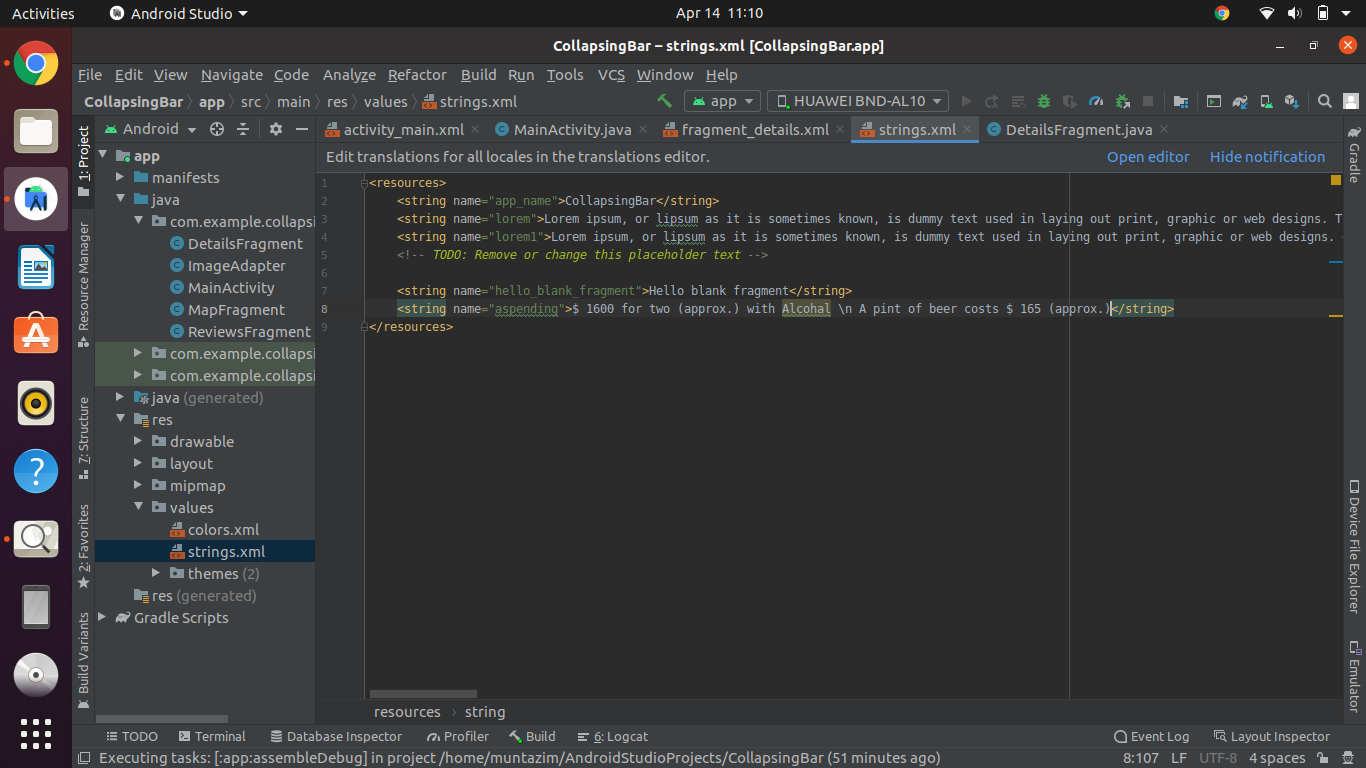 Activities
Android Studio
Apr 14 11:10
CollapsingBar – strings.xml [CollapsingBar.app]
File Edit View Navigate Code Analyze Refactor Build Run Tools VCS Window Help
CollapsingBar app src main res values strings.xml
app
HUAWEI BND-AL10
Android
activity_main.xml
MainActivity.java
fragment_details.xml
strings.xml
DetailsFragment.java
Edit translations for all locales in the translations editor.
Open editor
Hide notification
1: Project
Resource Manager
7: Structure
2: Favorites
Build Variants
app
manifests
java
com.example.collapsi
DetailsFragment
ImageAdapter
MainActivity
MapFragment
ReviewsFragment
com.example.collapsi
com.example.collapsi
java (generated)
res
drawable
layout
mipmap
values
colors.xml
strings.xml
themes (2)
res (generated)
Gradle Scripts
1 <resources>
2 <string name="app_name">CollapsingBar</string>
3 <string name="lorem">Lorem ipsum, or lipsum as it is sometimes known, is dummy text used in laying out print, graphic or web designs. T
4 <string name="lorem1">Lorem ipsum, or lipsum as it is sometimes known, is dummy text used in laying out print, graphic or web designs.
5 <!-- TODO: Remove or change this placeholder text -->
6
7 <string name="hello_blank_fragment">Hello blank fragment</string>
8 <string name="aspending">$ 1600 for two (approx.) with Alcohal \n A pint of beer costs $ 165 (approx.)</string>
9 </resources>
Gradle
Device File Explorer
Emulator
resources string
TODO
Terminal
Database Inspector
Profiler
Build
6: Logcat
Event Log
Layout Inspector
Executing tasks: [:app:assembleDebug] in project /home/muntazim/AndroidStudioProjects/CollapsingBar (51 minutes ago)
8:107 LF UTF-8 4 spaces